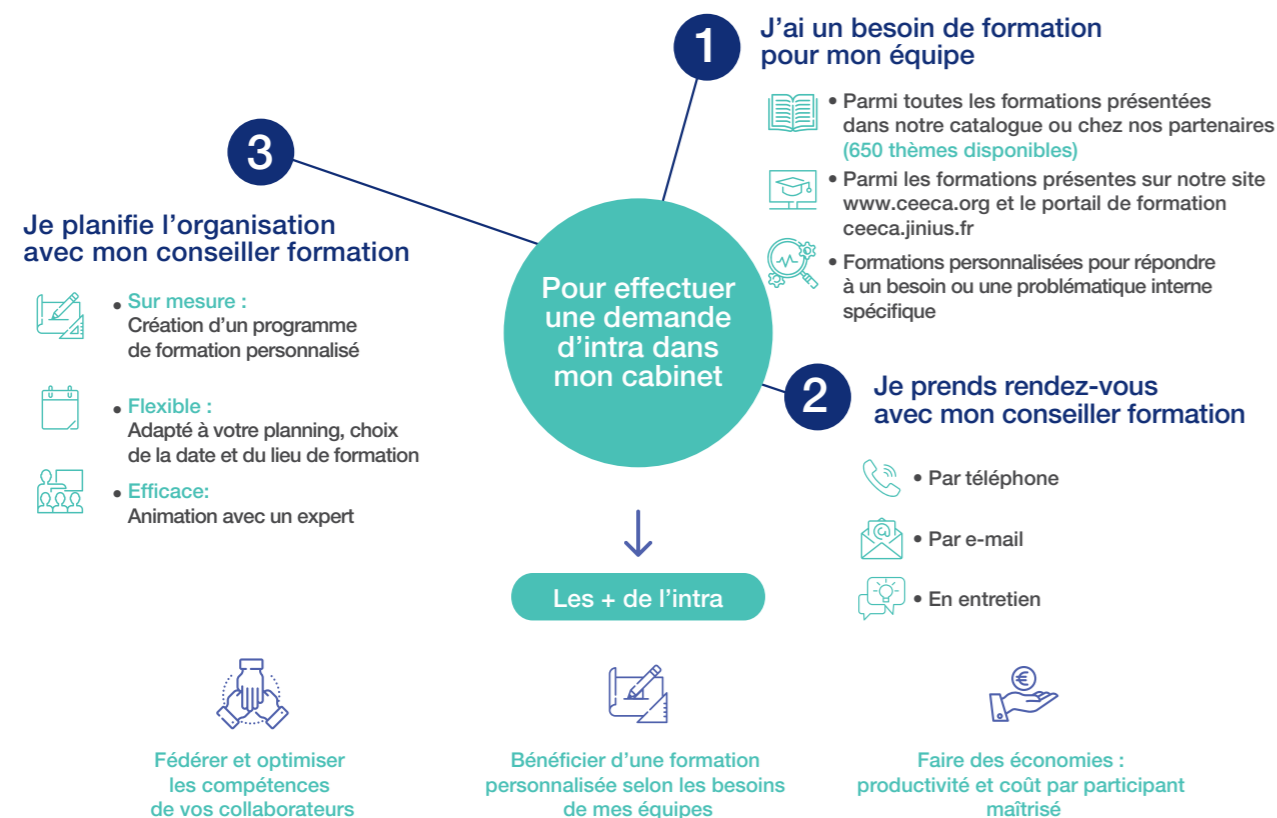 1
J'ai un besoin de formation
pour mon équipe
• Parmi toutes les formations présentées
dans notre catalogue ou chez nos partenaires
(650 thèmes disponibles)
• Parmi les formations présentes sur notre site
www.ceeca.org et le portail de formation
ceeca.jinius.fr
• Formations personnalisées pour répondre
à un besoin ou une problématique interne
spécifique
Pour effectuer
une demande
d'intra dans
mon cabinet
2
Je prends rendez-vous
avec mon conseiller formation
• Par téléphone
• Par e-mail
• En entretien
3
Je planifie l'organisation
avec mon conseiller formation
• Sur mesure :
Création d'un programme
de formation personnalisé
• Flexible :
Adapté à votre planning, choix
de la date et du lieu de formation
• Efficace:
Animation avec un expert
Les + de l'intra
Fédérer et optimiser
les compétences
de vos collaborateurs
Bénéficier d'une formation
personnalisée selon les besoins
de mes équipes
Faire des économies :
productivité et coût par participant
maîtrisé